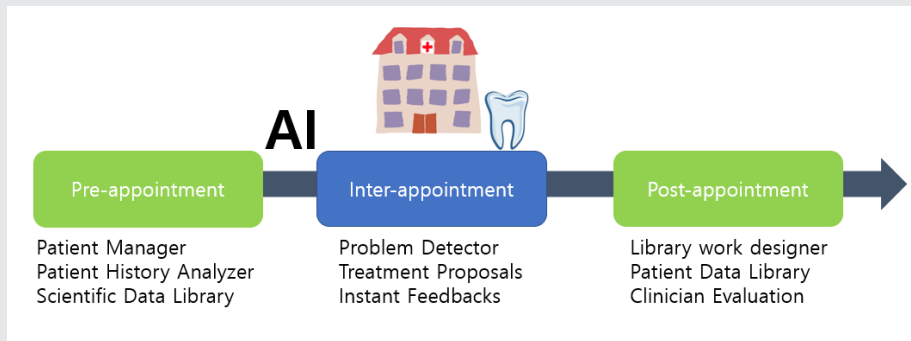 AI
Pre-appointment
Inter-appointment
Post-appointment
Patient Manager
Patient History Analyzer
Scientific Data Library
Problem Detector
Treatment Proposals
Instant Feedbacks
Library work designer
Patient Data Library
Clinician Evaluation